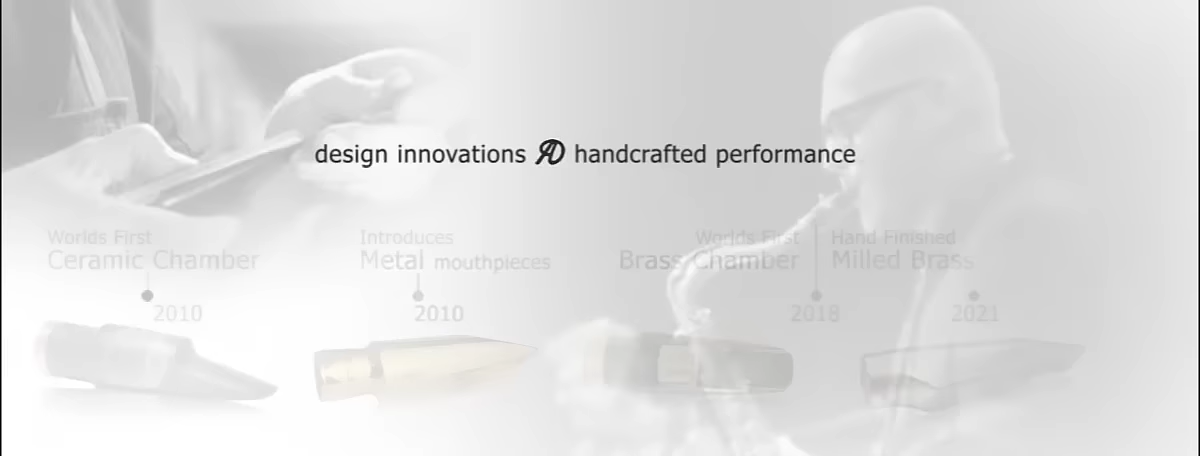 design innovations RD handcrafted performance
Worlds First
Ceramic Chamber
2010
Introduces
Metal mouthpieces
2010
Worlds First
Brass Chamber
2018
Hand Finished
Milled Brass
2021